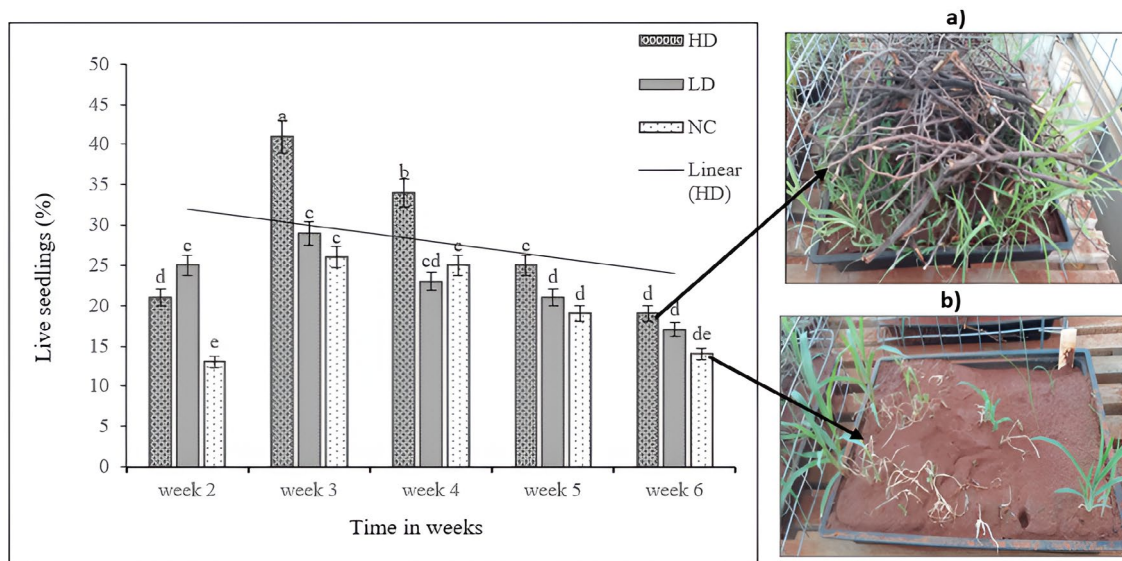 HD
LD
NC
Linear
(HD)
Live seedlings (%)
50
45
40
35
30
25
20
15
10
5
0
d
c
e
a
c
c
b
cd
c
c
d
d
d
d
de
week 2
week 3
week 4
week 5
week 6
Time in weeks
a)
b)